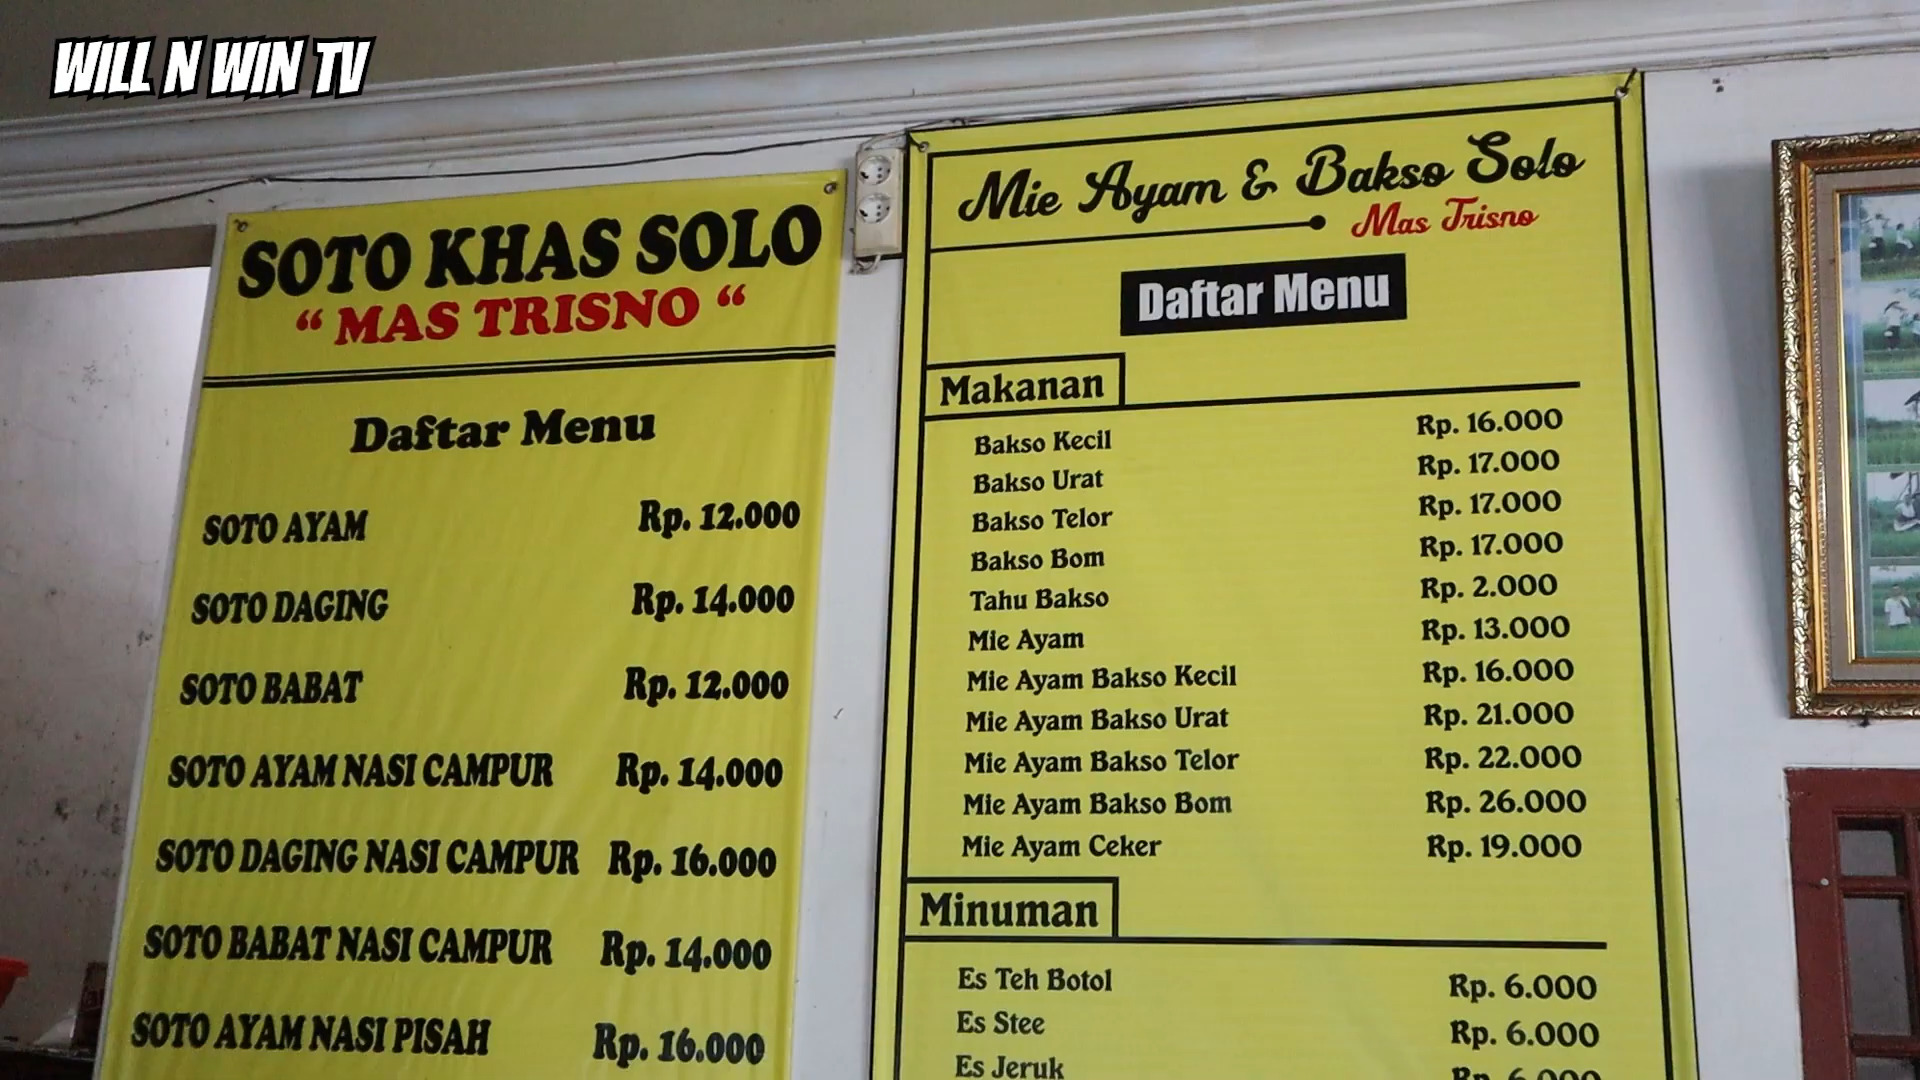 WILL N WIN TV
SOTO KHAS SOLO
“ MAS TRISNO “
Daftar Menu
SOTO AYAM Rp. 12.000
SOTO DAGING Rp. 14.000
SOTO BABAT Rp. 12.000
SOTO AYAM NASI CAMPUR Rp. 14.000
SOTO DAGING NASI CAMPUR Rp. 16.000
SOTO BABAT NASI CAMPUR Rp. 14.000
SOTO AYAM NASI PISAH Rp. 16.000
Mie Ayam & Bakso Solo
Mas Trisno
Daftar Menu
Makanan
Bakso Kecil Rp. 16.000
Bakso Urat Rp. 17.000
Bakso Telor Rp. 17.000
Bakso Bom Rp. 17.000
Tahu Bakso Rp. 2.000
Mie Ayam Rp. 13.000
Mie Ayam Bakso Kecil Rp. 16.000
Mie Ayam Bakso Urat Rp. 21.000
Mie Ayam Bakso Telor Rp. 22.000
Mie Ayam Bakso Bom Rp. 26.000
Mie Ayam Ceker Rp. 19.000
Minuman
Es Teh Botol Rp. 6.000
Es Stee Rp. 6.000
Es Jeruk Rp. 6.000